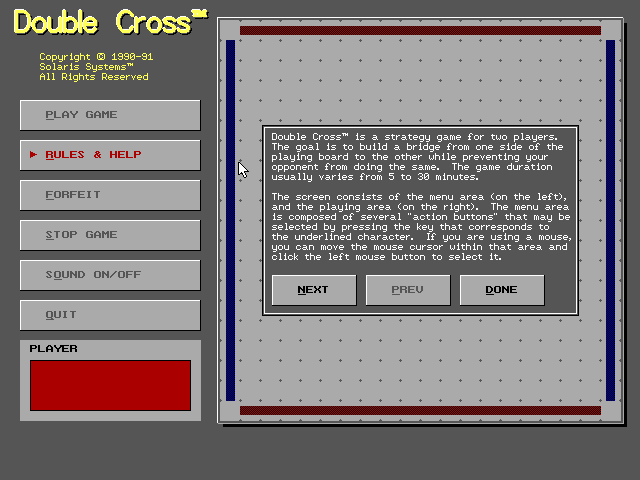 Double Cross™
Copyright © 1990-91
Solaris Systems™
All Rights Reserved
PLAY GAME
► RULES & HELP
FORFEIT
STOP GAME
SOUND ON/OFF
QUIT
PLAYER
Double Cross™ is a strategy game for two players.
The goal is to build a bridge from one side of the
playing board to the other while preventing your
opponent from doing the same.  The game duration
usually varies from 5 to 30 minutes.
The screen consists of the menu area (on the left),
and the playing area (on the right).  The menu area
is composed of several "action buttons" that may be
selected by pressing the key that corresponds to
the underlined character.  If you are using a mouse,
you can move the mouse cursor within that area and
click the left mouse button to select it.
NEXT PREV DONE